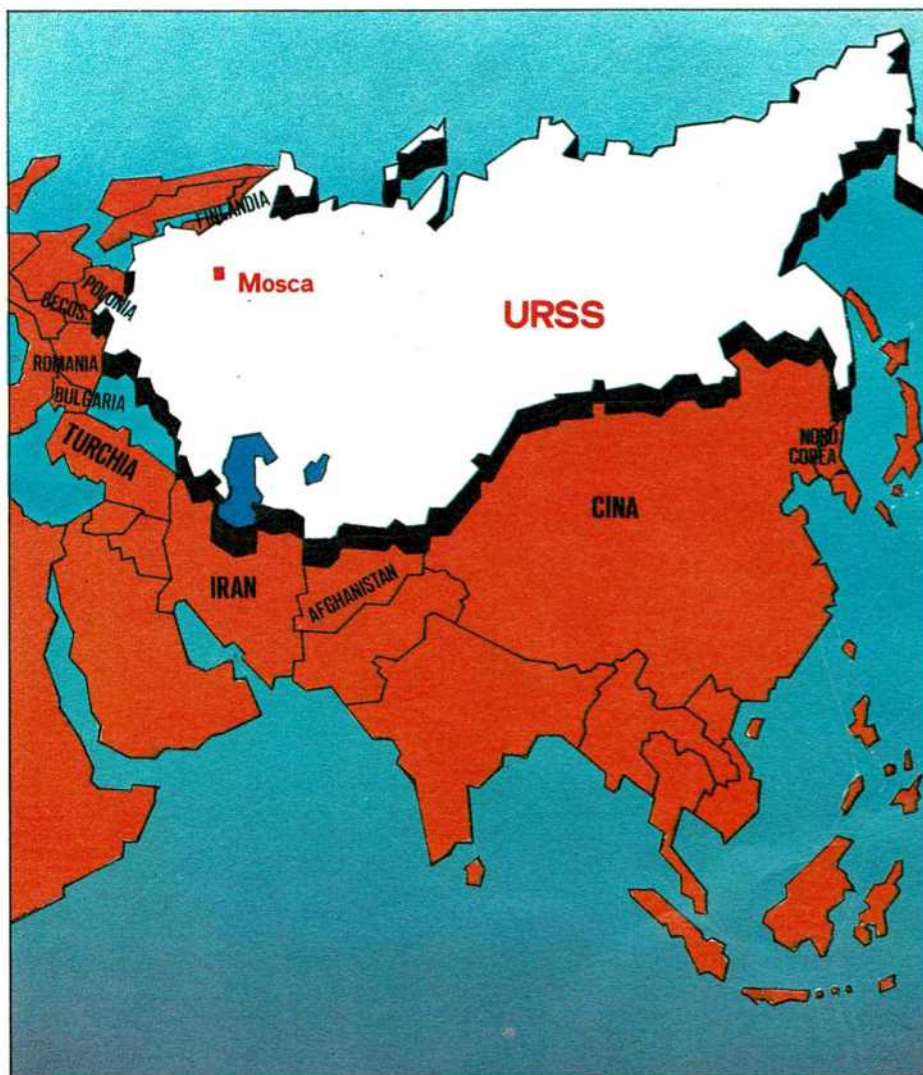 FINLANDIA
POLONIA
CECOS.
ROMANIA
BULGARIA
TURCHIA
Mosca
URSS
IRAN
AFGHANISTAN
CINA
NORD
COREA